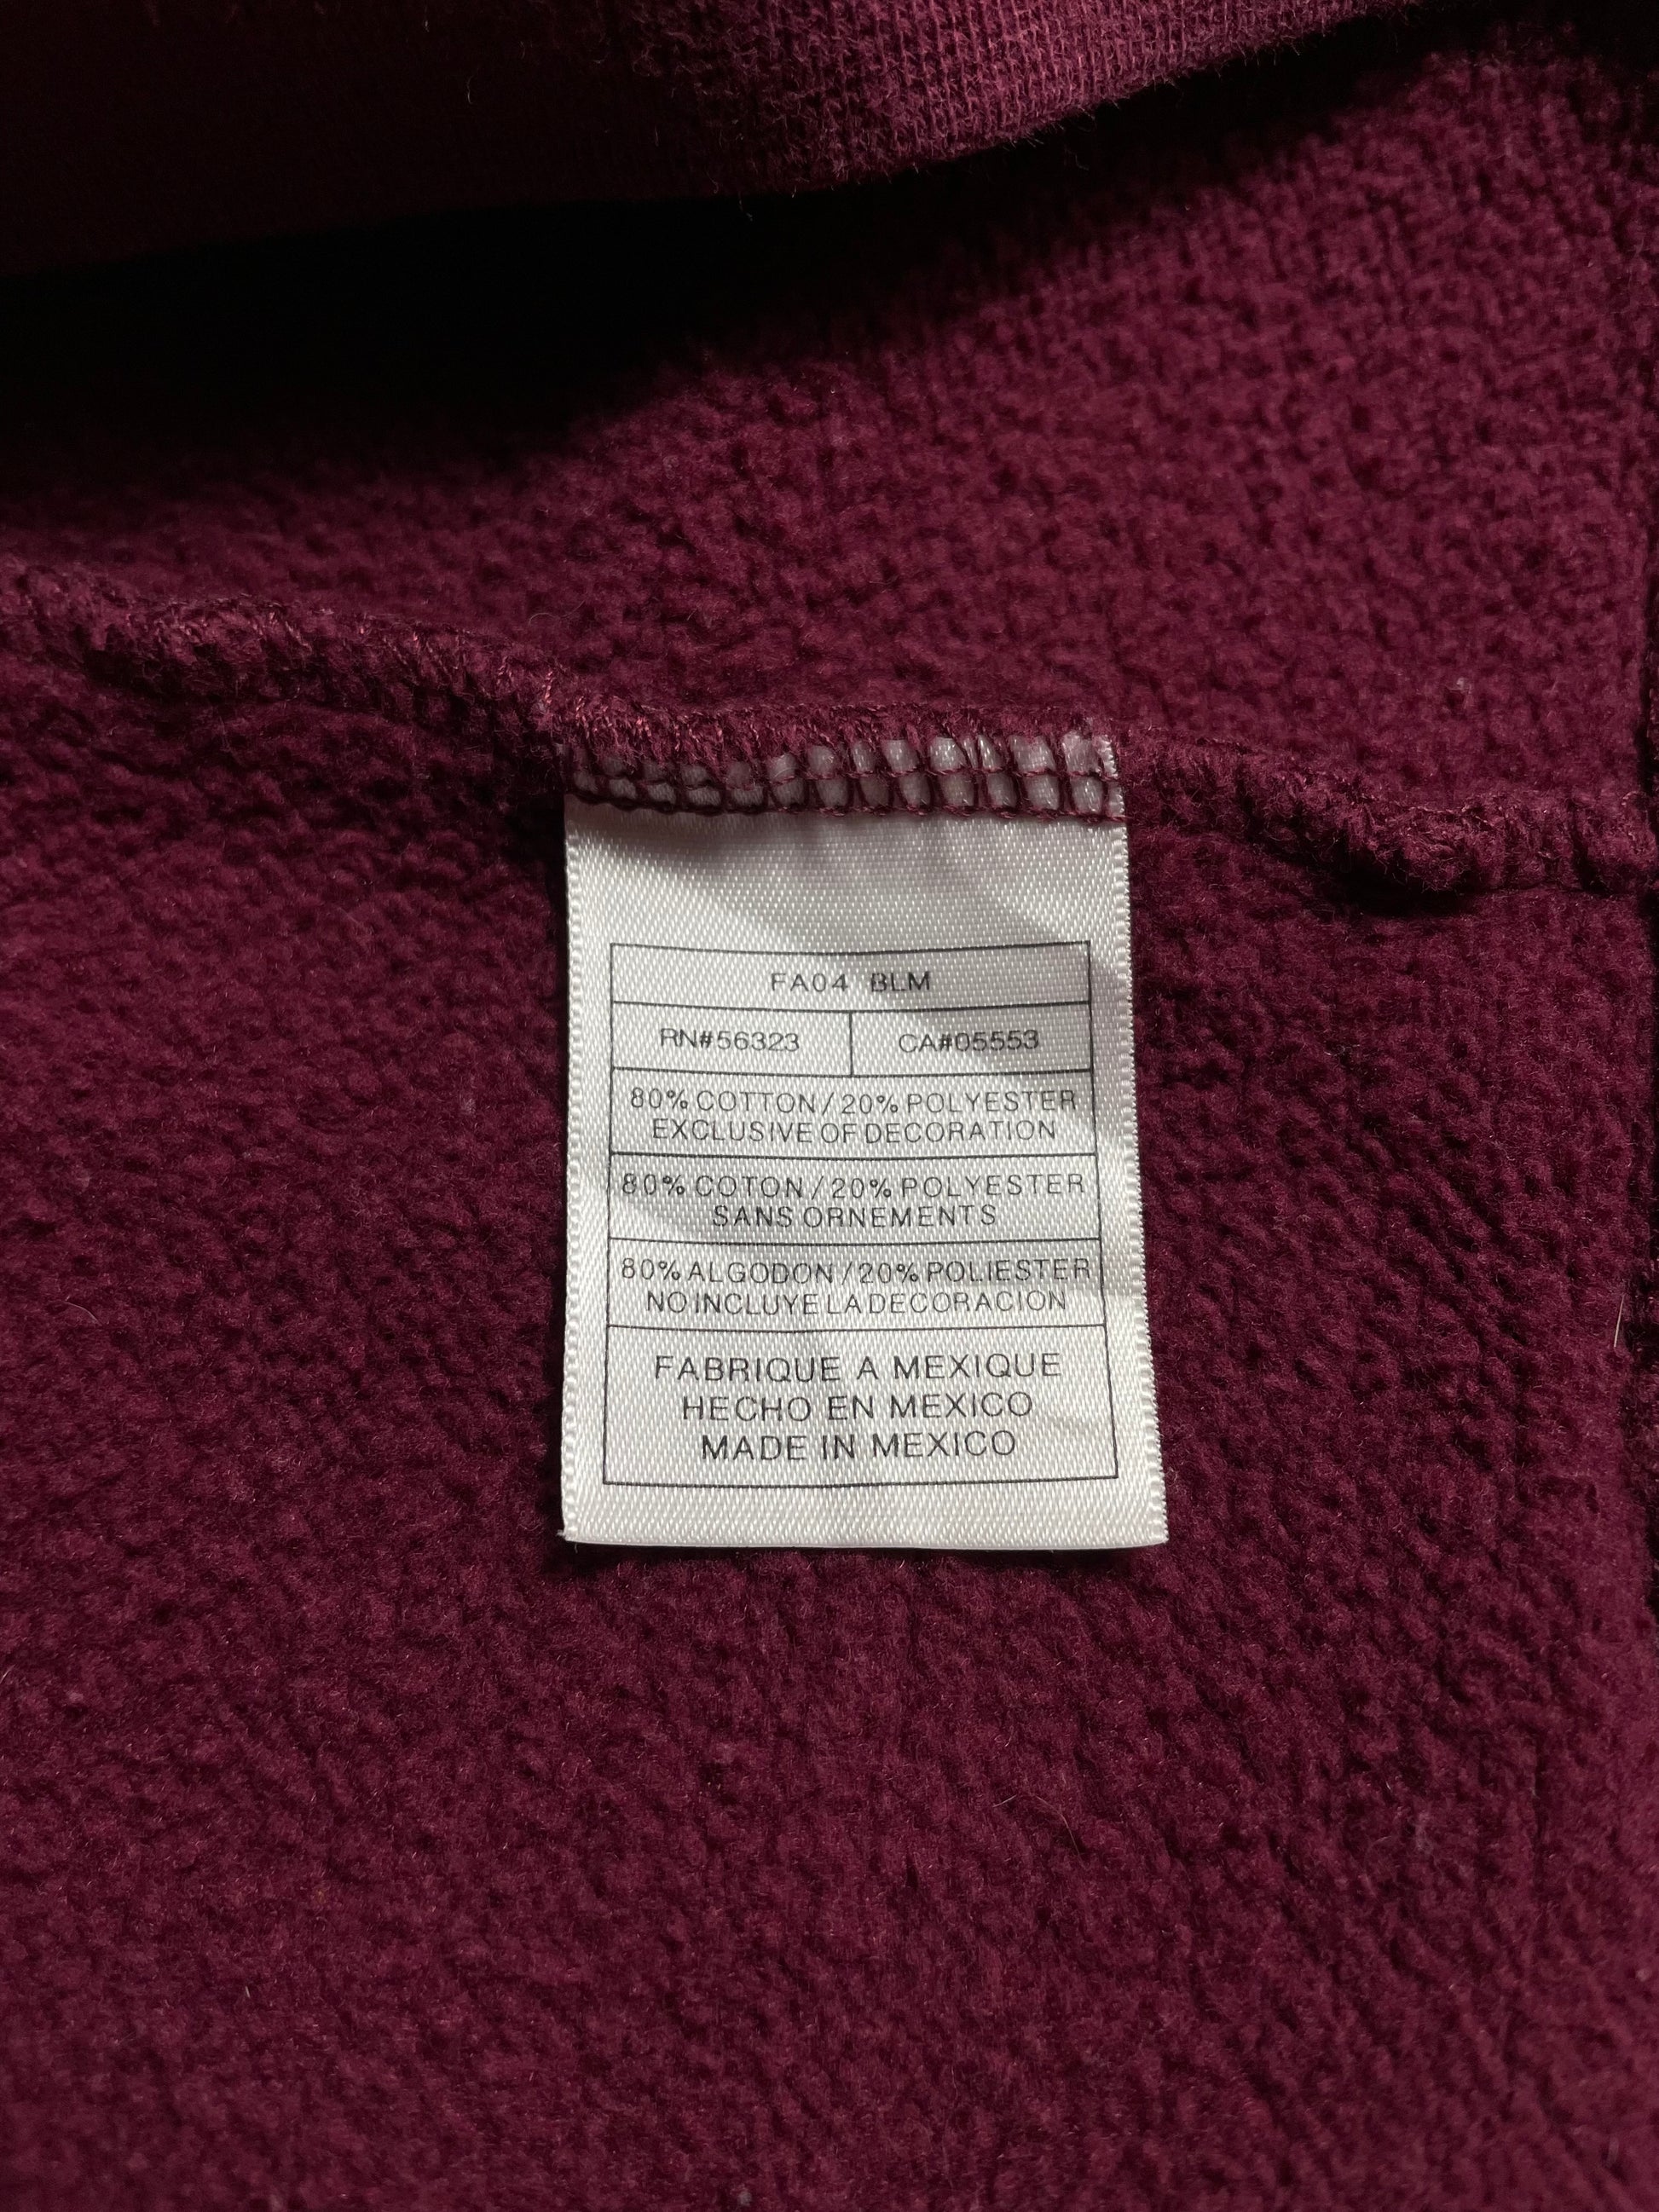 FA04 BLM
RN#56323 CA#05553
80% COTTON / 20% POLYESTER
EXCLUSIVE OF DECORATION
80% COTON / 20% POLYESTER
SANS ORNEMENTS
80% ALGODON / 20% POLIESTER
NO INCLUYE LA DECORACION
FABRIQUE A MEXIQUE
HECHO EN MEXICO
MADE IN MEXICO